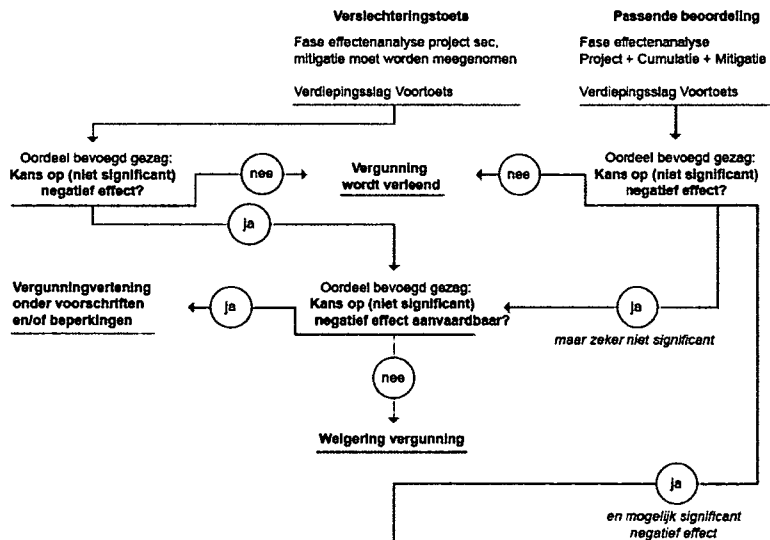 Verslechteringstoets
Fase effectenanalyse project sec,
mitigatie moet worden meegenomen
Verdiepingsslag Voortoets
Passende beoordeling
Fase effectenanalyse
Project + Cumulatie + Mitigatie
Verdiepingsslag Voortoets
Oordeel bevoegd gezag:
Kans op (niet significant)
negatief effect?
nee
Vergunning
wordt verleend
nee
Oordeel bevoegd gezag:
Kans op (niet significant)
negatief effect?
ja
Vergunningverlening
onder voorschriften
en/of beperkingen
ja
Oordeel bevoegd gezag:
Kans op (niet significant)
negatief effect aanvaardbaar?
ja
maar zeker niet significant
nee
Weigering vergunning
ja
en mogelijk significant
negatief effect